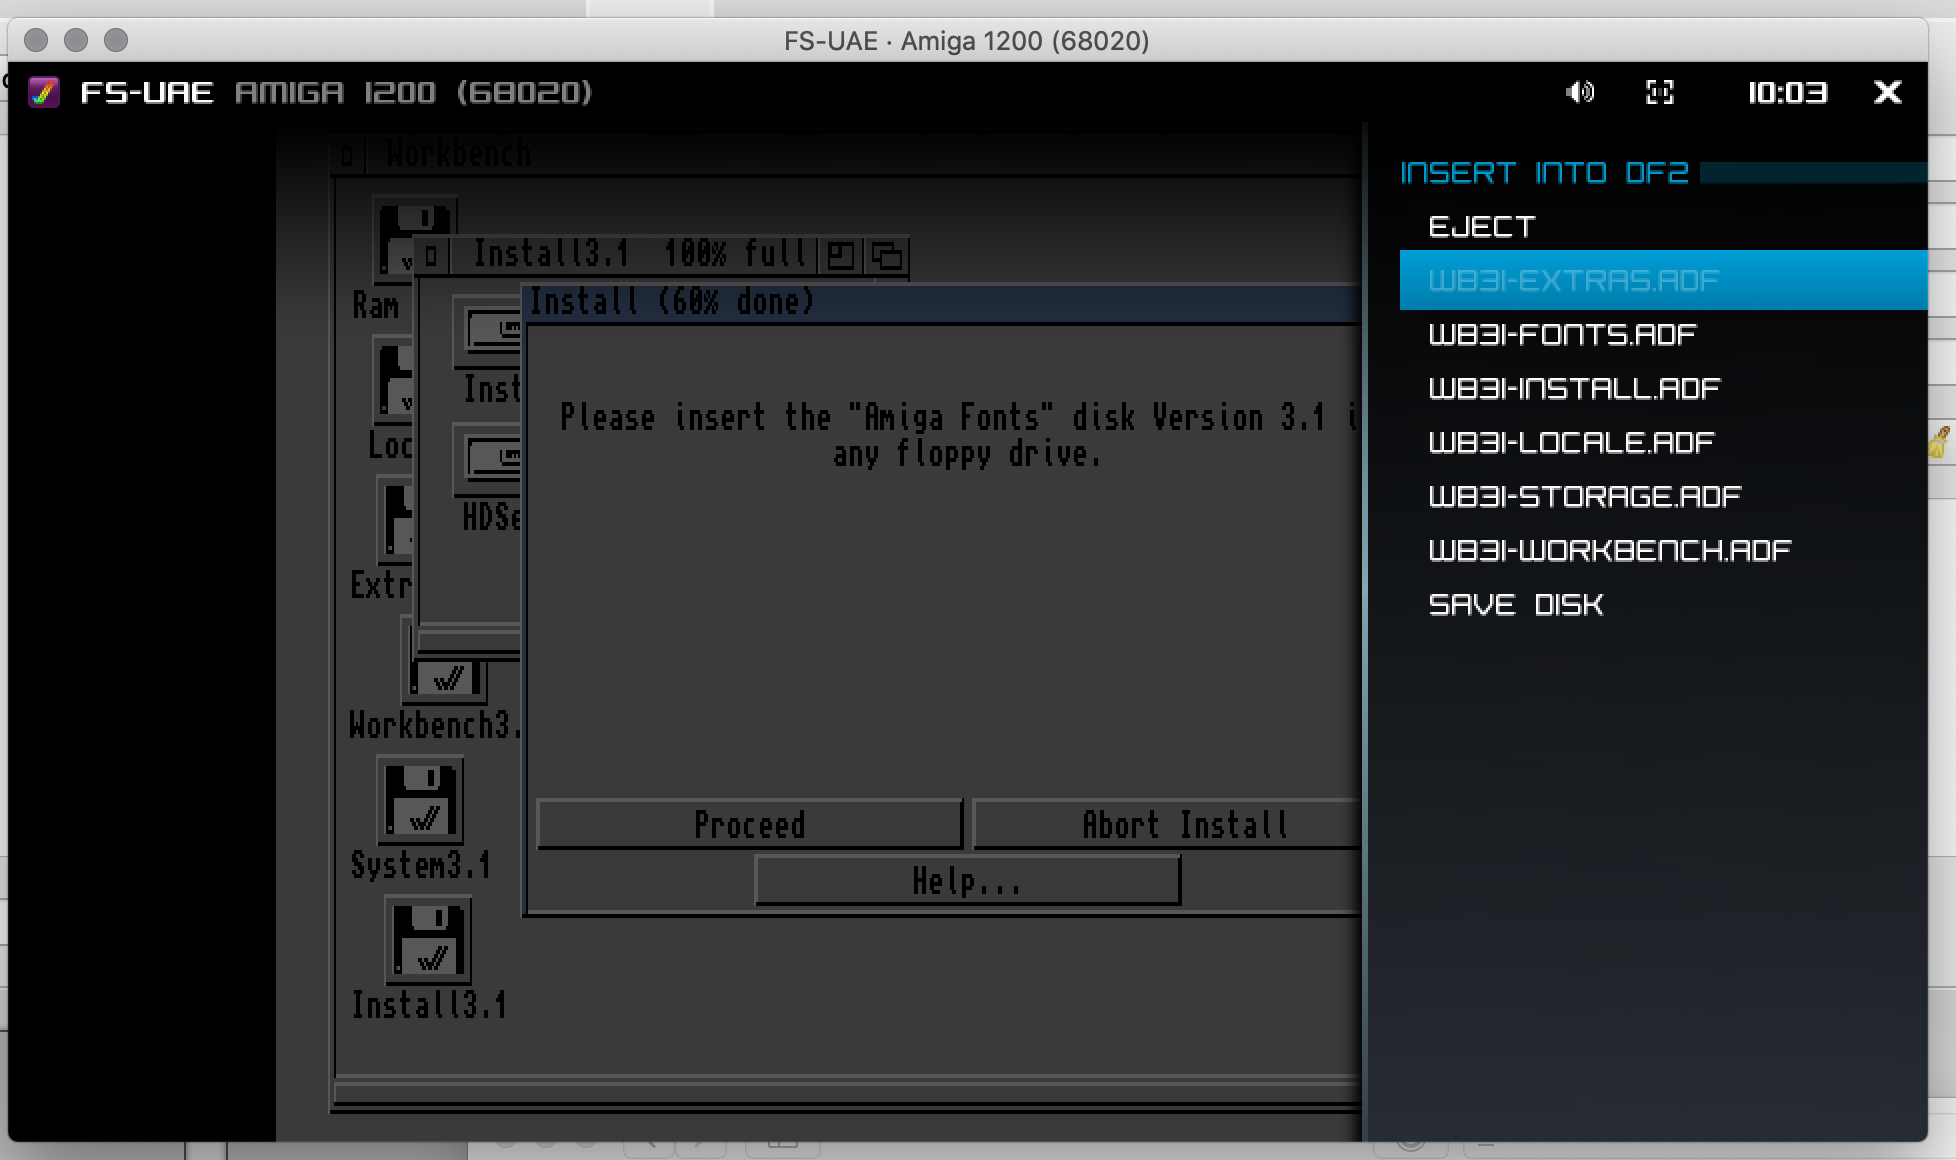 FS-UAE · Amiga 1200 (68020)
FS-UAE AMIGA 1200 (68020)
10:03
X
Workbench
INSERT INTO DF2
EJECT
WB31-EXTRAS.ADF
WB31-FONTS.ADF
WB31-INSTALL.ADF
WB31-LOCALE.ADF
WB31-STORAGE.ADF
WB31-WORKBENCH.ADF
SAVE DISK
Install3.1 100% full
Install (60% done)
Ram
Inst
Please insert the "Amiga Fonts" disk Version 3.1 i
any floppy drive.
Loc
HDSe
Extr
Workbench3.
Proceed
Abort Install
Help...
System3.1
Install3.1